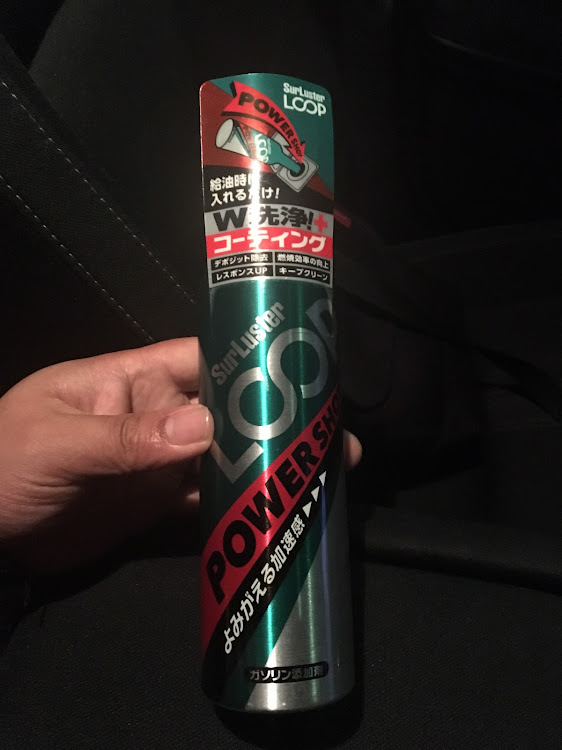 SurLuster
LOOP
POWER SHOT
給油時に
入れるだけ!
W洗浄!+
コーティング
デポジット除去 燃焼効率の向上
レスポンスUP キープクリーン
SurLuster
LOOP
POWER SHO
よみがえる加速感
ガソリン添加剤